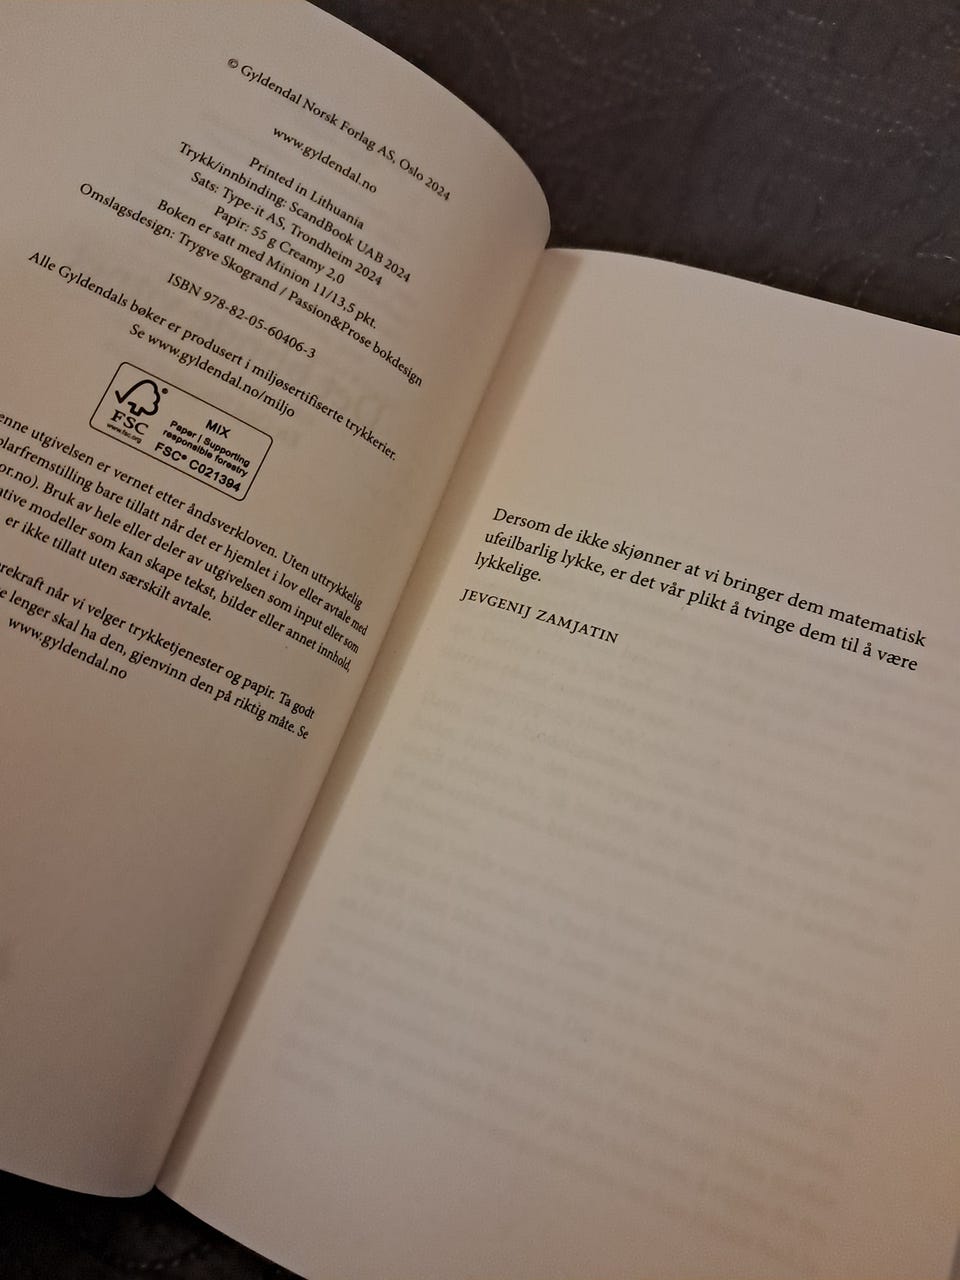 © Gyldendal Norsk Forlag AS, Oslo 2024
www.gyldendal.no
Printed in Lithuania
Trykk/innbinding: ScandBook UAB 2024
Sats: Type-it AS, Trondheim 2024
Papir: 55 g Creamy 2.0
Boken er satt med Minion 11/13,5 pkt.
Omslagsdesign: Trygve Skogrand / Passion&Prose bokdesign
ISBN 978-82-05-60406-3
Alle Gyldendals bøker er produsert i miljøsertifiserte trykkerier.
Se www.gyldendal.no/miljo
FSC®
www.fsc.org
MIX
Paper | Supporting
responsible forestry
FSC® C021394
enne utgivelsen er vernet etter åndsverkloven. Uten uttrykkelig
plarfremstilling bare tillatt når det er hjemlet i lov eller avtale med
or.no). Bruk av hele eller deler av utgivelsen som input eller som
ative modeller som kan skape tekst, bilder eller annet innhold,
er ikke tillatt uten særskilt avtale.
rekraft når vi velger trykketjenester og papir. Ta godt
e lenger skal ha den, gjenvinn den på riktig måte. Se
www.gyldendal.no
Dersom de ikke skjønner at vi bringer dem matematisk
ufeilbarlig lykke, er det vår plikt å tvinge dem til å være
lykkelige.
JEVGENIJ ZAMJATIN